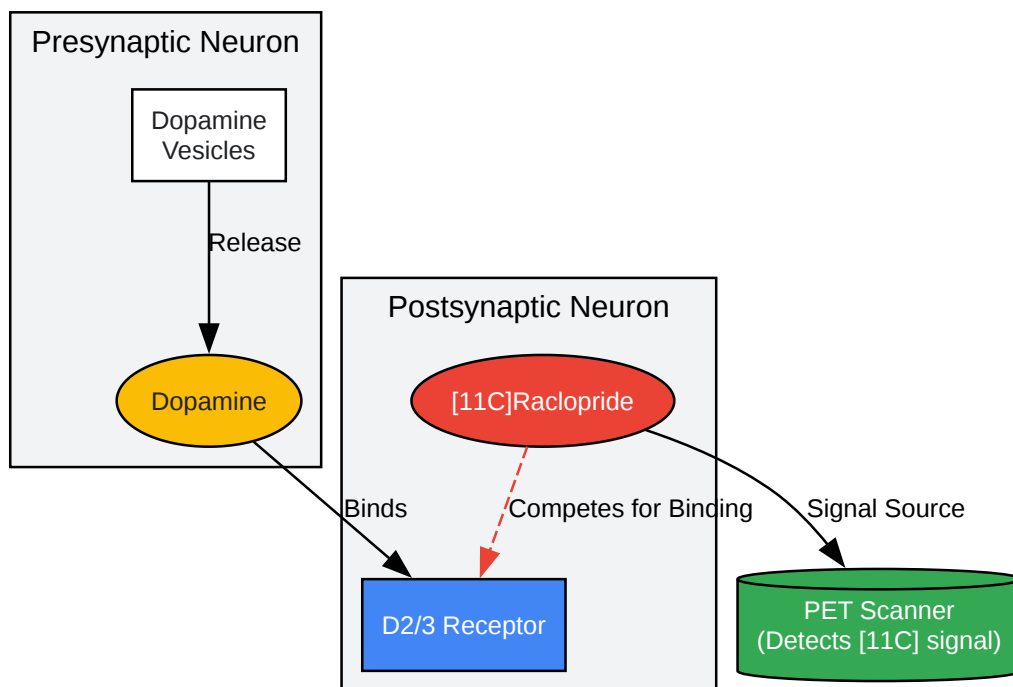 Presynaptic Neuron
Dopamine
Vesicles
Release
Postsynaptic Neuron
Dopamine
[11C]Raclopride
Binds
Competes for Binding
Signal Source
D2/3 Receptor
PET Scanner
(Detects [11C] signal)